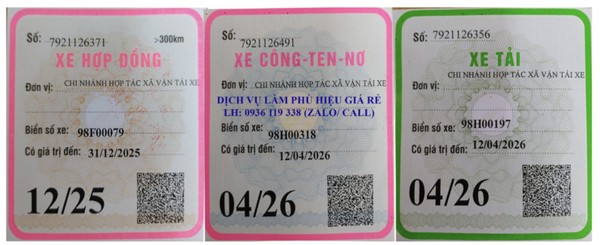 Số: 7921126371 >300km
XE HỢP ĐỒNG
Đơn vị: CHI NHÁNH HỢP TÁC XÃ VẬN TẢI XE
Biển số xe: 98F00079
Có giá trị đến: 31/12/2025
12/25
Số: 7921126491
XE CÔNG-TEN-NƠ
Đơn vị: CHI NHÁNH HỢP TÁC XÃ VẬN TẢI XE
DỊCH VỤ LÀM PHÙ HIỆU GIÁ RẺ
LH: 0936 119 338 (ZALO/ CALL)
Biển số xe: 98H00318
Có giá trị đến: 12/04/2026
04/26
Số: 7921126356
XE TẢI
Đơn vị: CHI NHÁNH HỢP TÁC XÃ VẬN TẢI XE
Biển số xe: 98H00197
Có giá trị đến: 12/04/2026
04/26